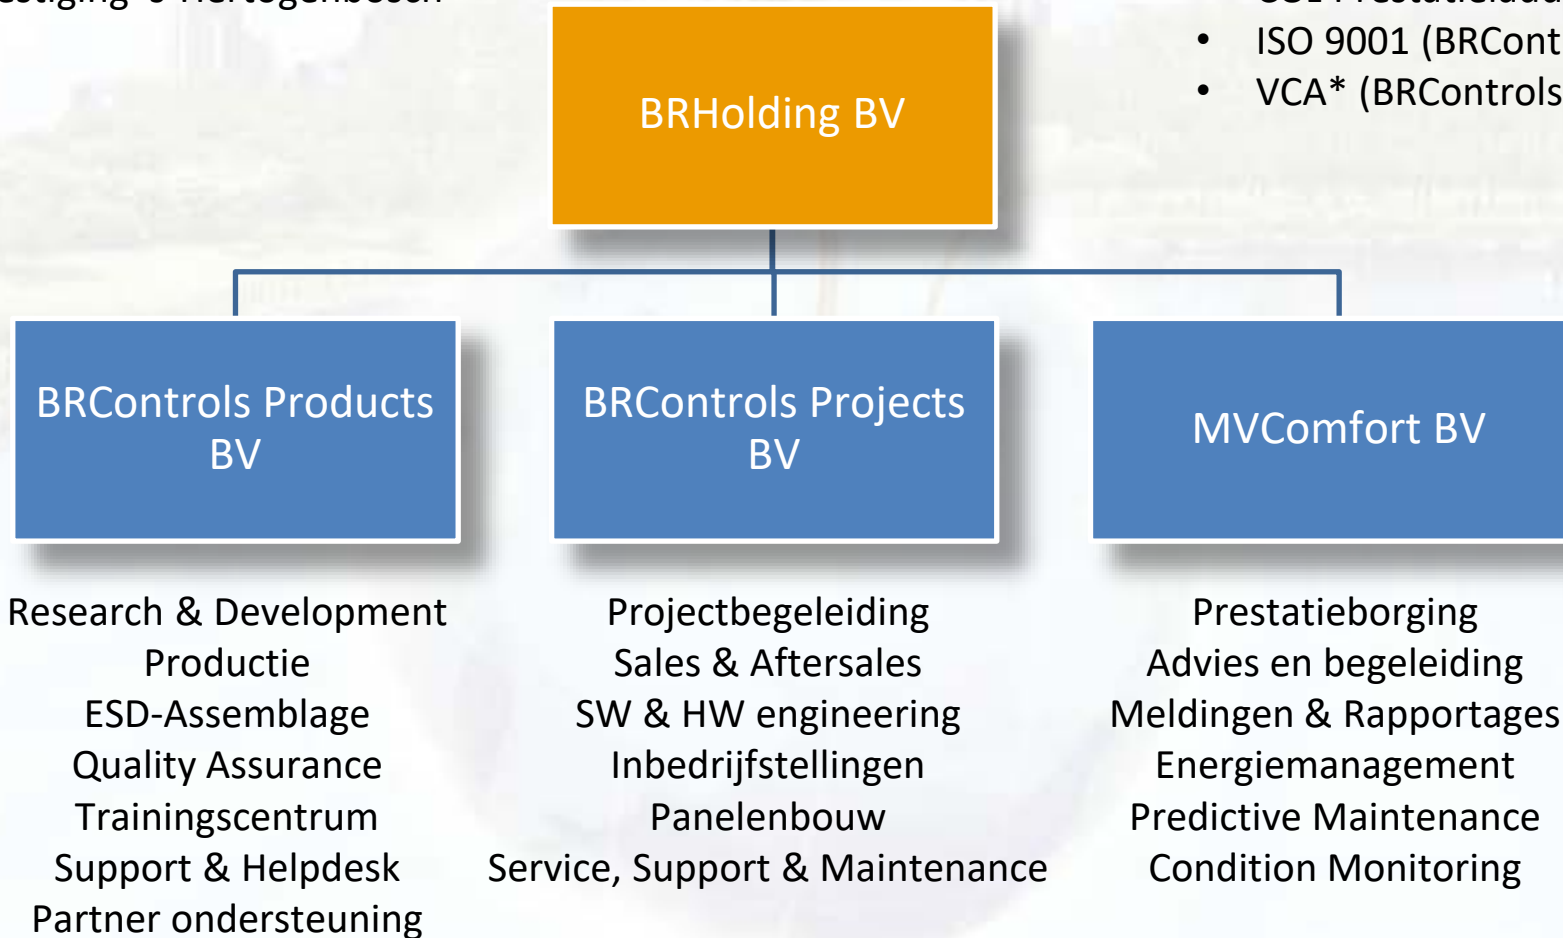 's-Hertogenbosch
ISO 9001
VCA* (BRControls
BRHolding BV
BRControls Products
BV
BRControls Projects
BV
MVComfort BV
Research & Development
Productie
ESD-Assemblage
Quality Assurance
Trainingscentrum
Support & Helpdesk
Partner ondersteuning
Projectbegeleiding
Sales & Aftersales
SW & HW engineering
Inbedrijfstellingen
Panelenbouw
Service, Support & Maintenance
Prestatieborging
Advies en begeleiding
Meldingen & Rapportages
Energiemanagement
Predictive Maintenance
Condition Monitoring